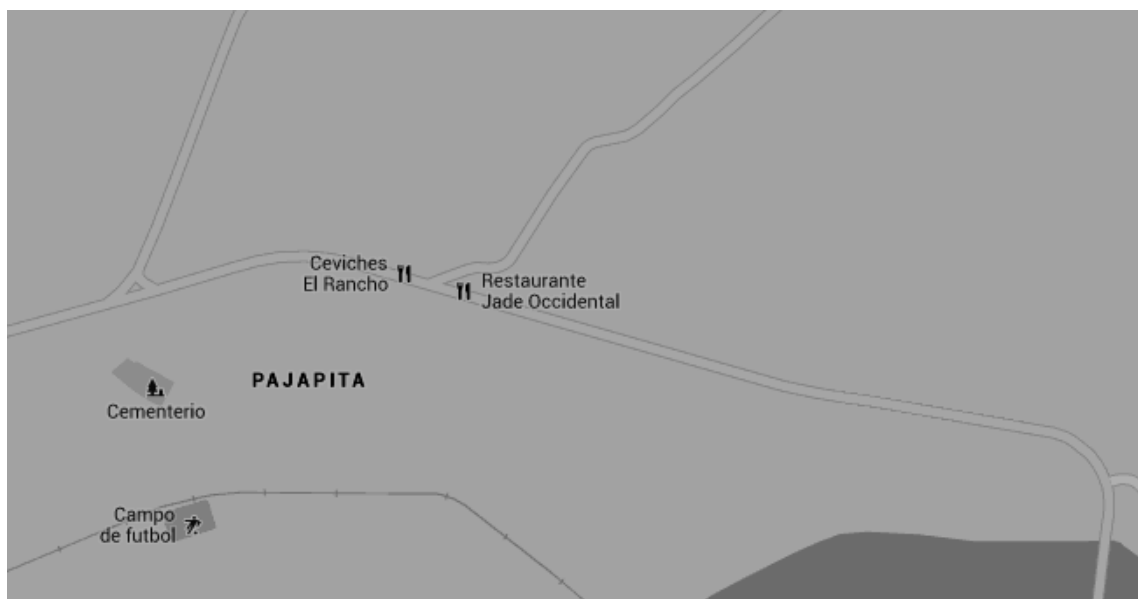 Ceviches
El Rancho
Restaurante
Jade Occidental
PAJAPITA
Cementerio
Campo
de futbol